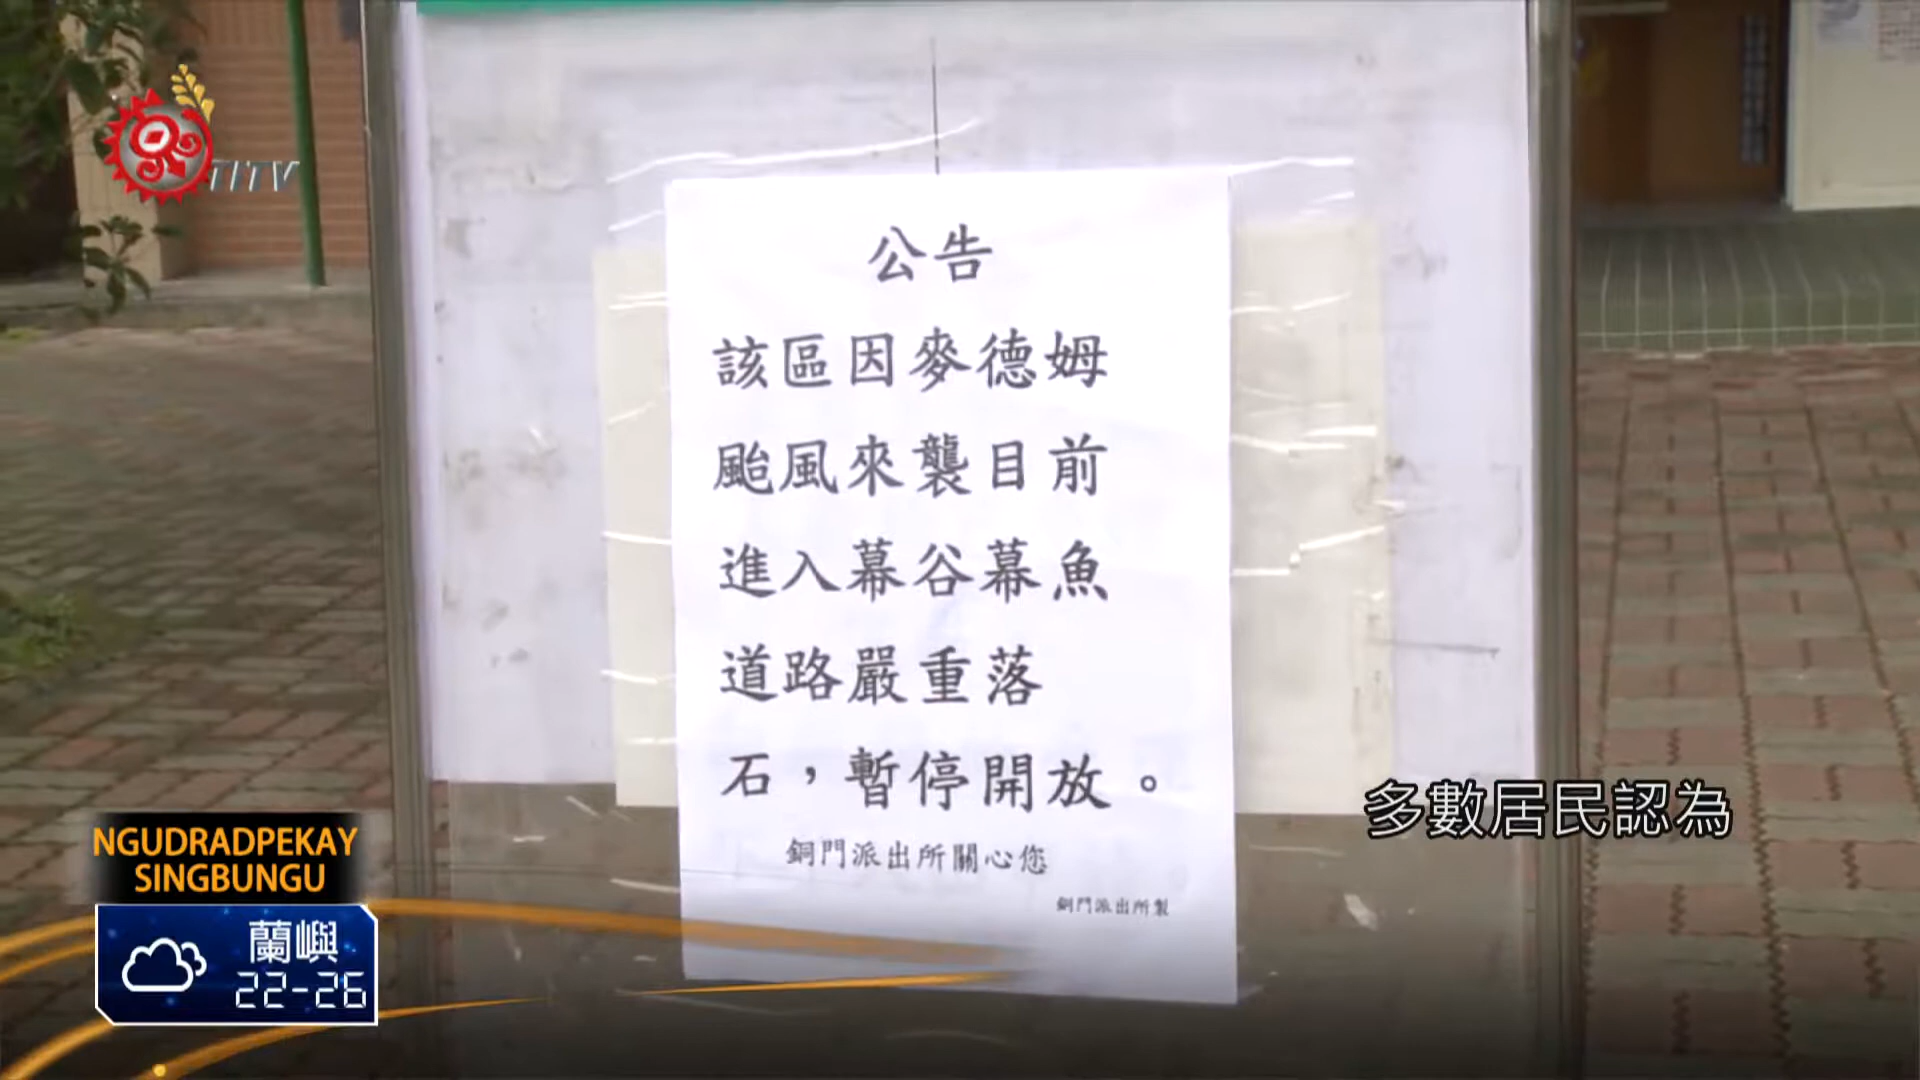 TITV
公告
該區因麥德姆
颱風來襲目前
進入幕谷幕魚
道路嚴重落
石，暫停開放。
銅門派出所關心您
銅門派出所製
多數居民認為
NGUDRADPEKAY
SINGBUNGU
蘭嶼
22-26